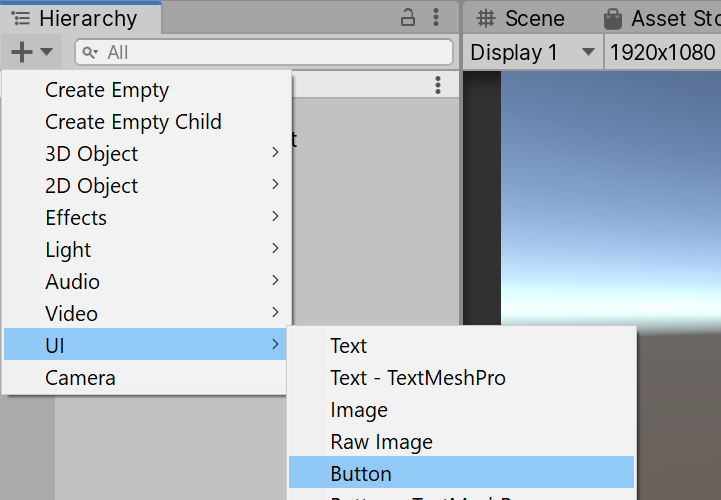 Hierarchy
Scene
Asset Sto
All
Display 1
1920x1080
Create Empty
Create Empty Child
3D Object
2D Object
Effects
Light
Audio
Video
UI
Camera
Text
Text - TextMeshPro
Image
Raw Image
Button